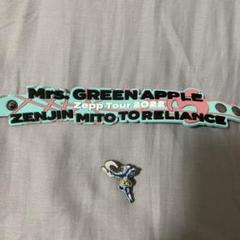 Mrs. GREEN APPLE
Zepp Tour 2022
ZENJIN MITO TO RELIANCE